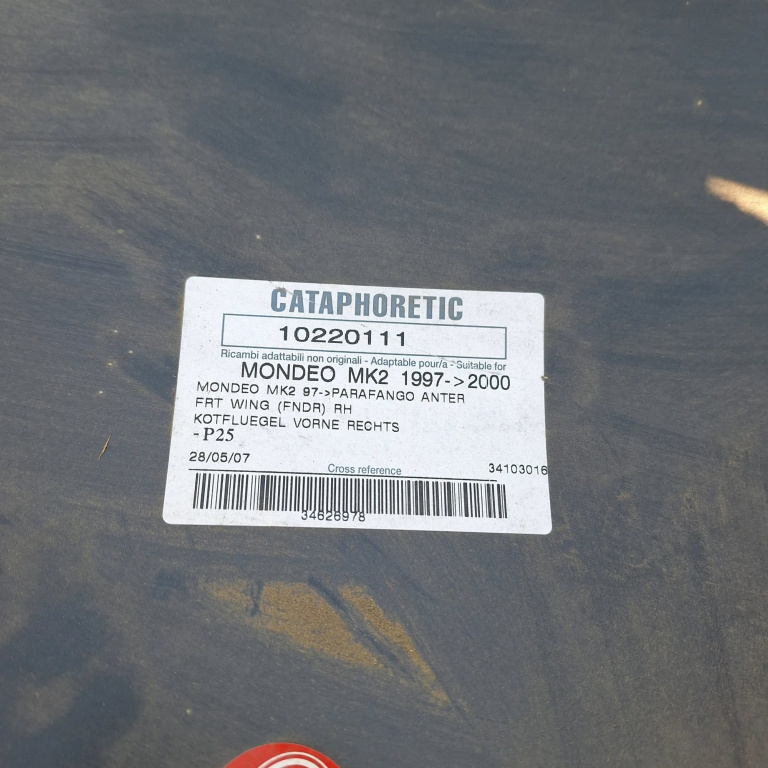 CATAPHORETIC
10220111
Ricambi adattabili non originali - Adaptable pour/a - Suitable for
MONDEO MK2 1997->2000
MONDEO MK2 97->PARAFANGO ANTER
FRT WING (FNDR) RH
KOTFLUEGEL VORNE RECHTS
-P25
28/05/07 Cross reference 34103016
34626978